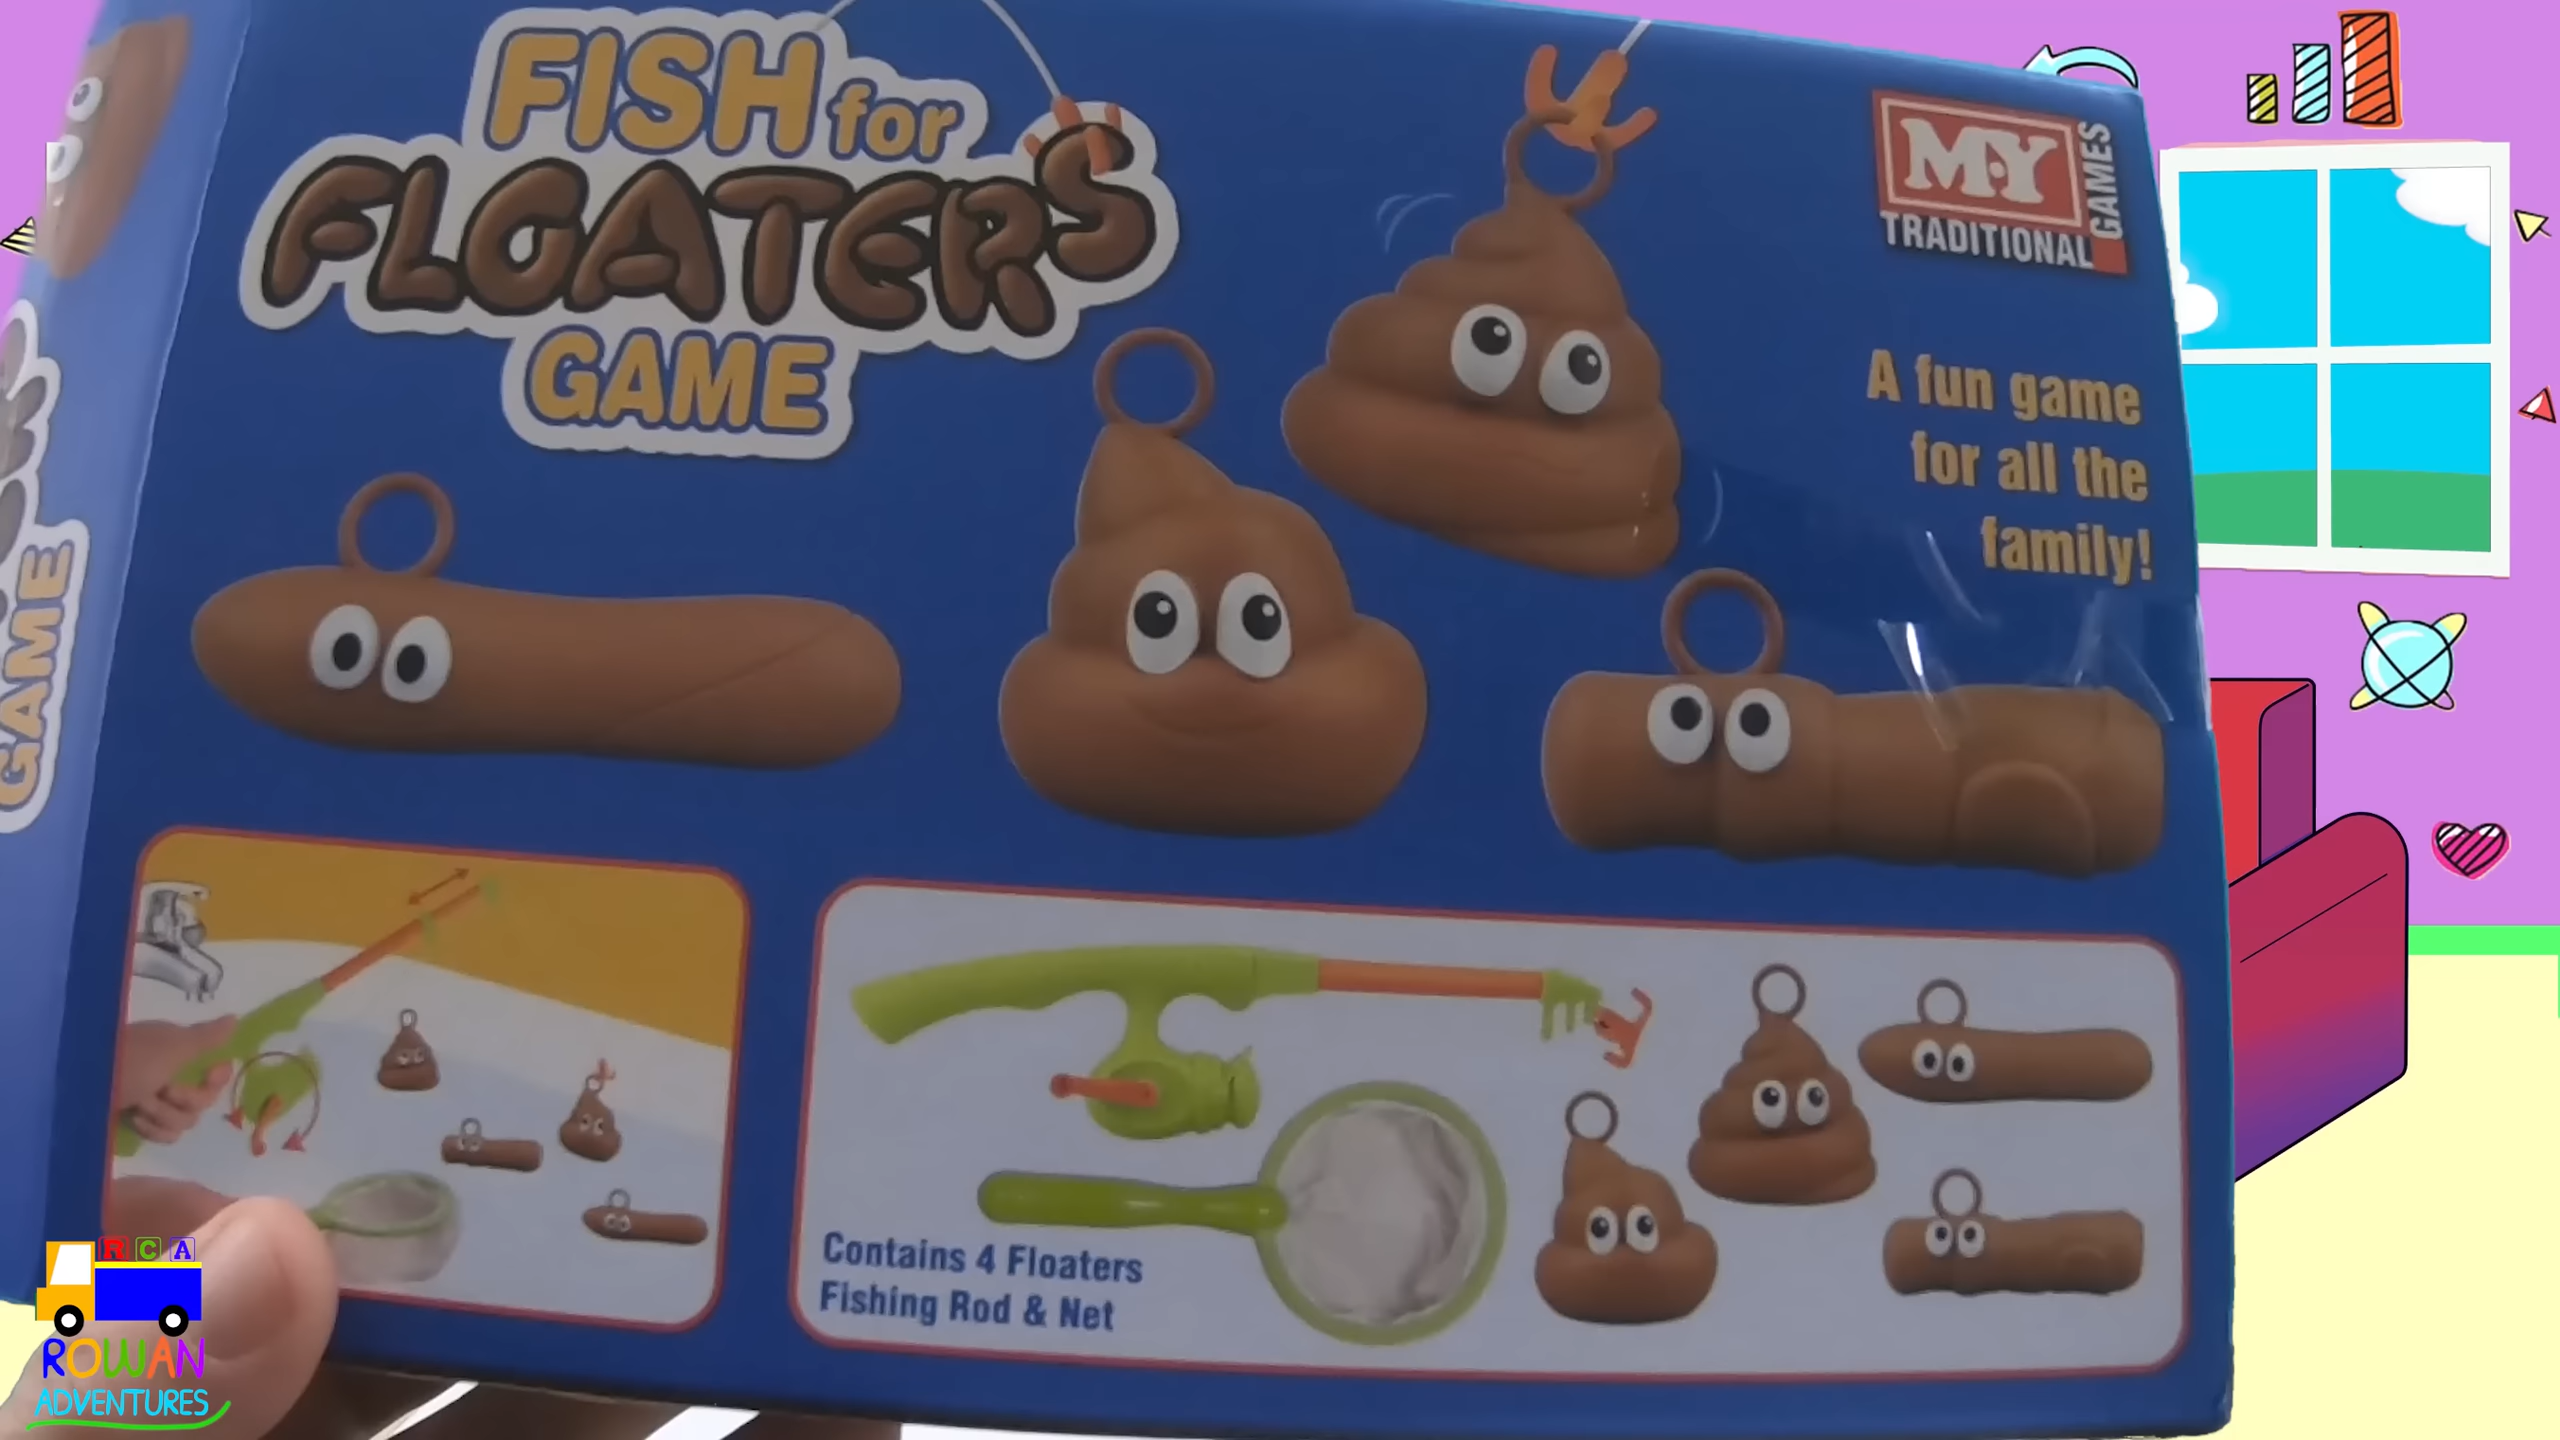 FISH for
FLOATERS
GAME
M·Y
TRADITIONAL
GAMES
A fun game
for all the
family!
GAME
Contains 4 Floaters
Fishing Rod & Net
R C A
ROWAN
ADVENTURES